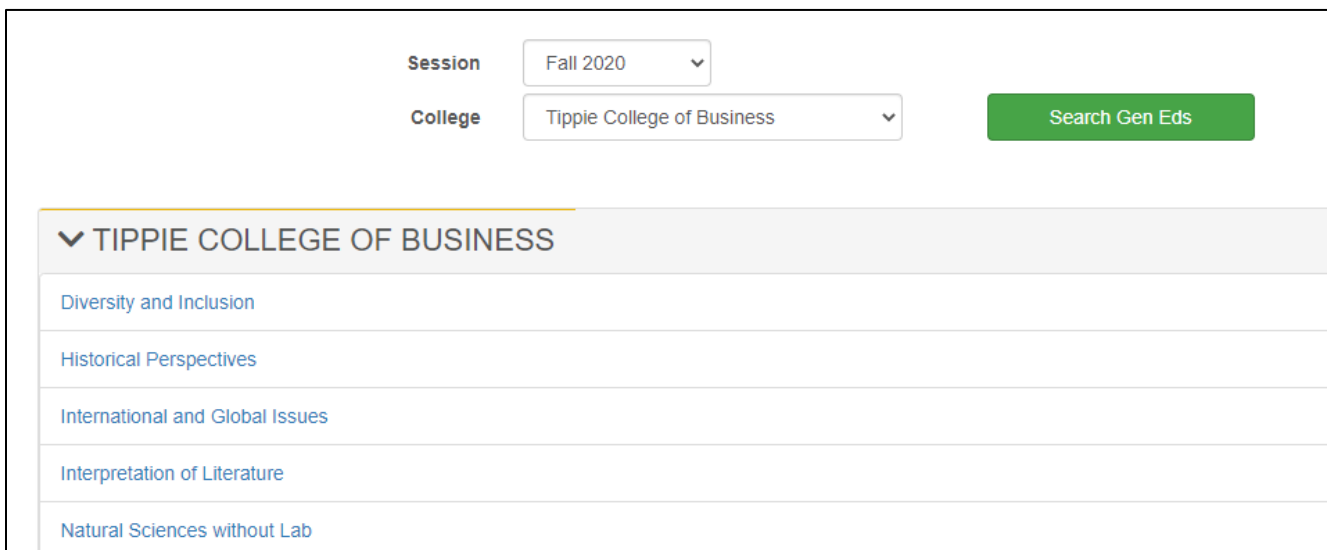 Session Fall 2020
College Tippie College of Business Search Gen Eds
TIPPIE COLLEGE OF BUSINESS
Diversity and Inclusion
Historical Perspectives
International and Global Issues
Interpretation of Literature
Natural Sciences without Lab